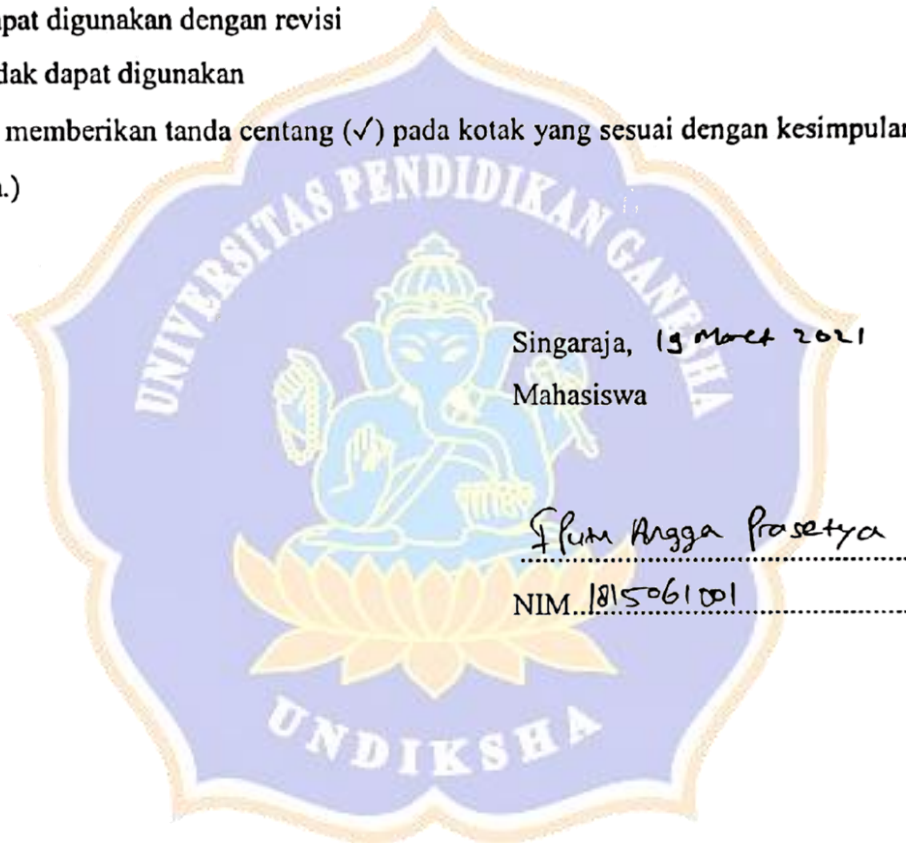 apat digunakan dengan revisi
dak dapat digunakan
memberikan tanda centang (✓) pada kotak yang sesuai dengan kesimpulan
.)
UNIVERSITAS PENDIDIKAN GANESHA
Singaraja, 19 Maret 2021
Mahasiswa
I Putu Angga Prasetya
NIM. 1815061001
UNDIKSHA